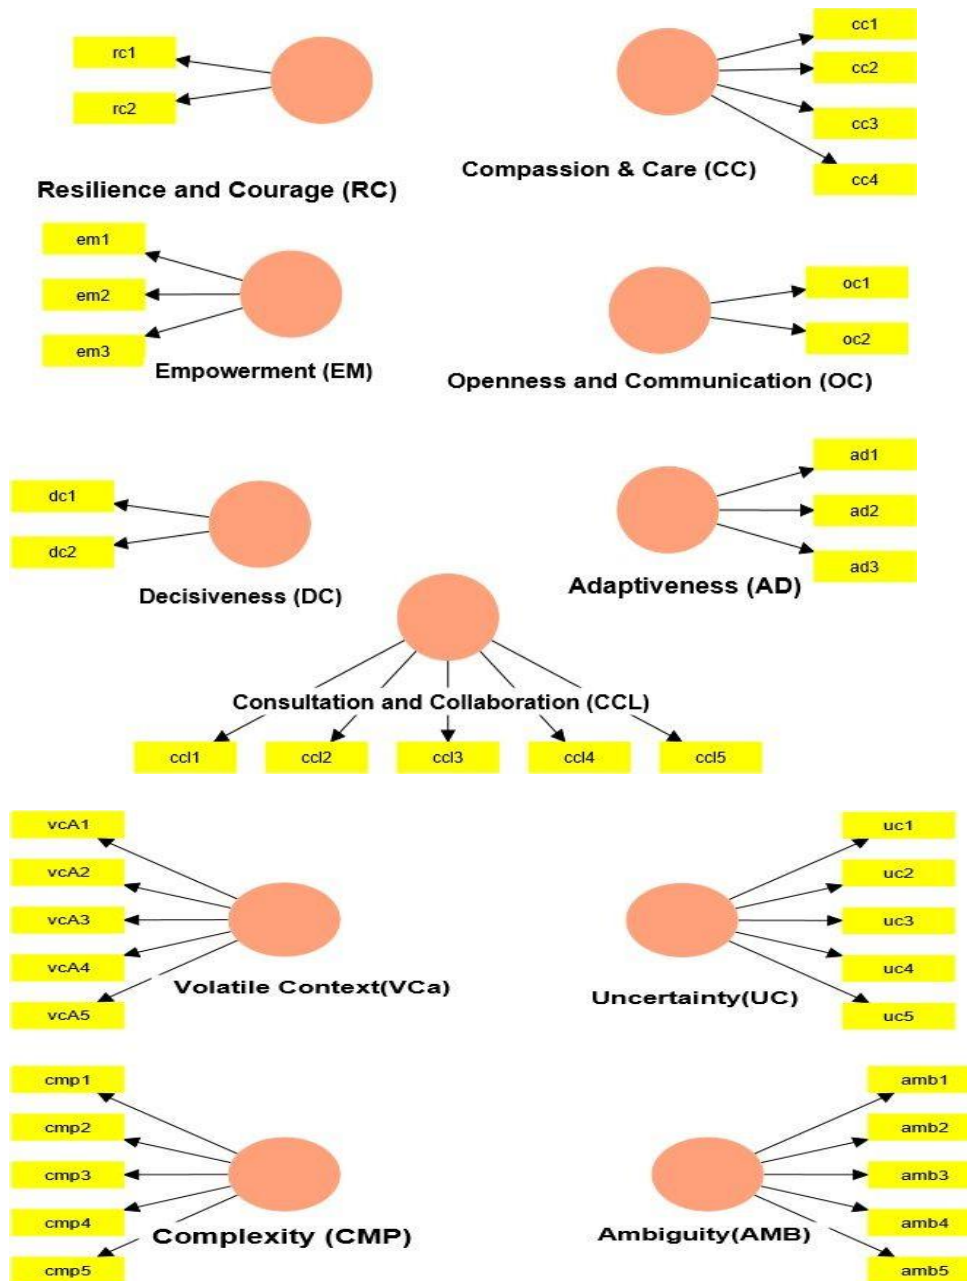 rc1
rc2
Resilience and Courage (RC)
cc1
cc2
cc3
cc4
Compassion & Care (CC)
em1
em2
em3
Empowerment (EM)
oc1
oc2
Openness and Communication (OC)
dc1
dc2
Decisiveness (DC)
ad1
ad2
ad3
Adaptiveness (AD)
Consultation and Collaboration (CCL)
ccl1
ccl2
ccl3
ccl4
ccl5
vcA1
vcA2
vcA3
vcA4
vcA5
Volatile Context(VCa)
uc1
uc2
uc3
uc4
uc5
Uncertainty(UC)
cmp1
cmp2
cmp3
cmp4
cmp5
Complexity (CMP)
amb1
amb2
amb3
amb4
amb5
Ambiguity(AMB)